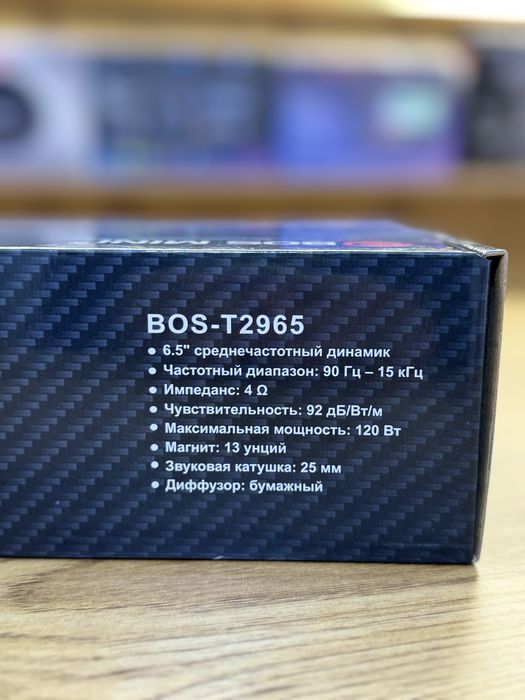 BOS-T2965
• 6.5" среднечастотный динамик
• Частотный диапазон: 90 Гц – 15 кГц
• Импеданс: 4 Ω
• Чувствительность: 92 дБ/Вт/м
• Максимальная мощность: 120 Вт
• Магнит: 13 унций
• Звуковая катушка: 25 мм
• Диффузор: бумажный